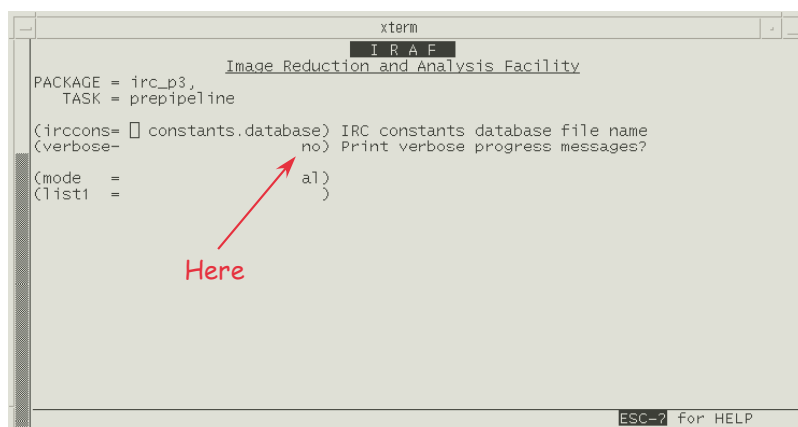 xterm
I R A F
Image Reduction and Analysis Facility
PACKAGE = irc_p3,
TASK = prepipeline
(irccons= constants.database) IRC constants database file name
(verbose- no) Print verbose progress messages?
(mode = al)
(list1 = )
Here
ESC-? for HELP